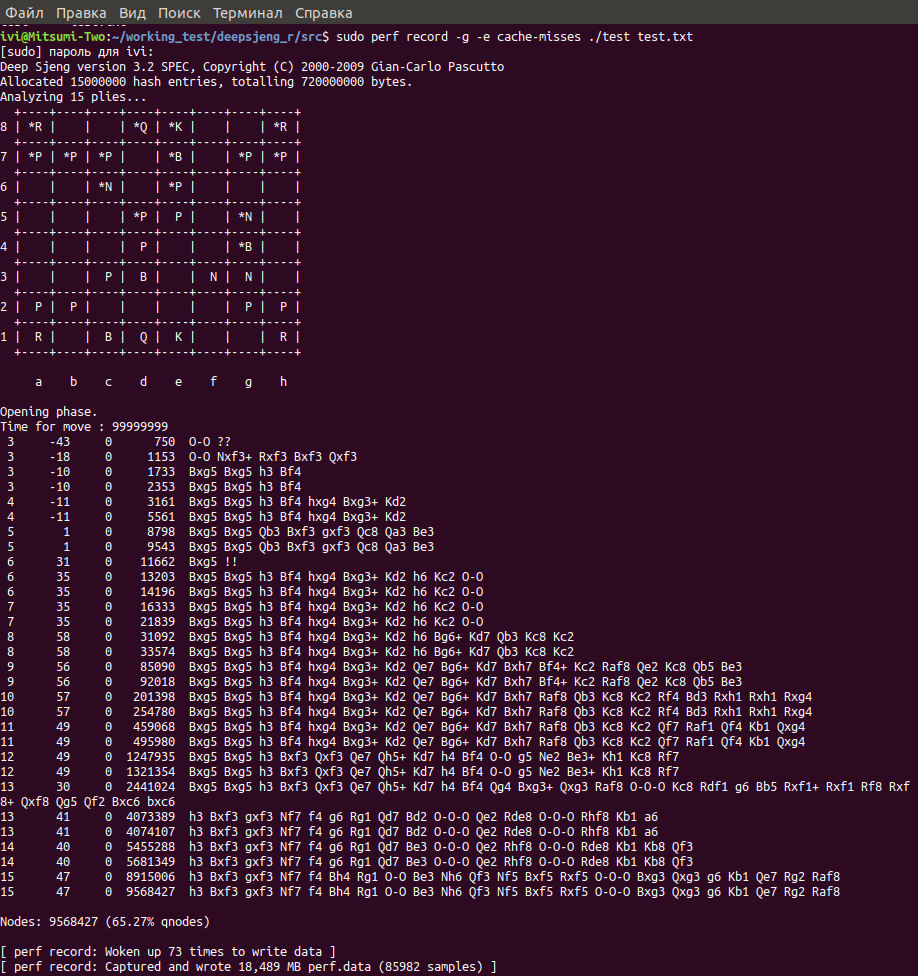 Файл Правка Вид Поиск Терминал Справка
ivi@Mitsumi-Two:~/working_test/deepsjeng_r/src$ sudo perf record -g -e cache-misses ./test test.txt
[sudo] пароль для ivi:
Deep Sjeng version 3.2 SPEC, Copyright (C) 2000-2009 Gian-Carlo Pascutto
Allocated 15000000 hash entries, totalling 720000000 bytes.
Analyzing 15 plies...
  +----+----+----+----+----+----+----+----+
8 | *R |    |    | *Q | *K |    |    | *R |
  +----+----+----+----+----+----+----+----+
7 | *P | *P | *P |    | *B |    | *P | *P |
  +----+----+----+----+----+----+----+----+
6 |    |    | *N |    | *P |    |    |    |
  +----+----+----+----+----+----+----+----+
5 |    |    |    | *P |  P |    | *N |    |
  +----+----+----+----+----+----+----+----+
4 |    |    |    |  P |    |    | *B |    |
  +----+----+----+----+----+----+----+----+
3 |    |    |  P |  B |    |  N |  N |    |
  +----+----+----+----+----+----+----+----+
2 |  P |  P |    |    |    |    |  P |  P |
  +----+----+----+----+----+----+----+----+
1 |  R |    |  B |  Q |  K |    |    |  R |
  +----+----+----+----+----+----+----+----+
     a    b    c    d    e    f    g    h
Opening phase.
Time for move : 99999999
 3     -43     0      750  O-O ??
 3     -18     0     1153  O-O Nxf3+ Rxf3 Bxf3 Qxf3
 3     -10     0     1733  Bxg5 Bxg5 h3 Bf4
 3     -10     0     2353  Bxg5 Bxg5 h3 Bf4
 4     -11     0     3161  Bxg5 Bxg5 h3 Bf4 hxg4 Bxg3+ Kd2
 4     -11     0     5561  Bxg5 Bxg5 h3 Bf4 hxg4 Bxg3+ Kd2
 5       1     0     8798  Bxg5 Bxg5 Qb3 Bxf3 gxf3 Qc8 Qa3 Be3
 5       1     0     9543  Bxg5 Bxg5 Qb3 Bxf3 gxf3 Qc8 Qa3 Be3
 6      31     0    11662  Bxg5 !!
 6      35     0    13203  Bxg5 Bxg5 h3 Bf4 hxg4 Bxg3+ Kd2 h6 Kc2 O-O
 6      35     0    14196  Bxg5 Bxg5 h3 Bf4 hxg4 Bxg3+ Kd2 h6 Kc2 O-O
 7      35     0    16333  Bxg5 Bxg5 h3 Bf4 hxg4 Bxg3+ Kd2 h6 Kc2 O-O
 7      35     0    21839  Bxg5 Bxg5 h3 Bf4 hxg4 Bxg3+ Kd2 h6 Kc2 O-O
 8      58     0    31092  Bxg5 Bxg5 h3 Bf4 hxg4 Bxg3+ Kd2 h6 Bg6+ Kd7 Qb3 Kc8 Kc2
 8      58     0    33574  Bxg5 Bxg5 h3 Bf4 hxg4 Bxg3+ Kd2 h6 Bg6+ Kd7 Qb3 Kc8 Kc2
 9      56     0    85090  Bxg5 Bxg5 h3 Bf4 hxg4 Bxg3+ Kd2 Qe7 Bg6+ Kd7 Bxh7 Bf4+ Kc2 Raf8 Qe2 Kc8 Qb5 Be3
 9      56     0    92018  Bxg5 Bxg5 h3 Bf4 hxg4 Bxg3+ Kd2 Qe7 Bg6+ Kd7 Bxh7 Bf4+ Kc2 Raf8 Qe2 Kc8 Qb5 Be3
10      57     0   201398  Bxg5 Bxg5 h3 Bf4 hxg4 Bxg3+ Kd2 Qe7 Bg6+ Kd7 Bxh7 Raf8 Qb3 Kc8 Kc2 Rf4 Bd3 Rxh1 Rxh1 Rxg4
10      57     0   254780  Bxg5 Bxg5 h3 Bf4 hxg4 Bxg3+ Kd2 Qe7 Bg6+ Kd7 Bxh7 Raf8 Qb3 Kc8 Kc2 Rf4 Bd3 Rxh1 Rxh1 Rxg4
11      49     0   459068  Bxg5 Bxg5 h3 Bf4 hxg4 Bxg3+ Kd2 Qe7 Bg6+ Kd7 Bxh7 Raf8 Qb3 Kc8 Kc2 Qf7 Raf1 Qf4 Kb1 Qxg4
11      49     0   495980  Bxg5 Bxg5 h3 Bf4 hxg4 Bxg3+ Kd2 Qe7 Bg6+ Kd7 Bxh7 Raf8 Qb3 Kc8 Kc2 Qf7 Raf1 Qf4 Kb1 Qxg4
12      49     0  1247935  Bxg5 Bxg5 h3 Bxf3 Qxf3 Qe7 Qh5+ Kd7 h4 Bf4 O-O g5 Ne2 Be3+ Kh1 Kc8 Rf7
12      49     0  1321354  Bxg5 Bxg5 h3 Bxf3 Qxf3 Qe7 Qh5+ Kd7 h4 Bf4 O-O g5 Ne2 Be3+ Kh1 Kc8 Rf7
13      30     0  2441024  Bxg5 Bxg5 h3 Bxf3 Qxf3 Qe7 Qh5+ Kd7 h4 Bf4 Qg4 Bxg3+ Qxg3 Raf8 O-O-O Kc8 Rdf1 g6 Bb5 Rxf1+ Rxf1 Rf8 Rxf
8+ Qxf8 Qg5 Qf2 Bxc6 bxc6
13      41     0  4073389  h3 Bxf3 gxf3 Nf7 f4 g6 Rg1 Qd7 Bd2 O-O-O Qe2 Rde8 O-O-O Rhf8 Kb1 a6
13      41     0  4074107  h3 Bxf3 gxf3 Nf7 f4 g6 Rg1 Qd7 Bd2 O-O-O Qe2 Rde8 O-O-O Rhf8 Kb1 a6
14      40     0  5455288  h3 Bxf3 gxf3 Nf7 f4 g6 Rg1 Qd7 Be3 O-O-O Qe2 Rhf8 O-O-O Rde8 Kb1 Kb8 Qf3
14      40     0  5681349  h3 Bxf3 gxf3 Nf7 f4 g6 Rg1 Qd7 Be3 O-O-O Qe2 Rhf8 O-O-O Rde8 Kb1 Kb8 Qf3
15      47     0  8915006  h3 Bxf3 gxf3 Nf7 f4 Bh4 Rg1 O-O Be3 Nh6 Qf3 Nf5 Bxf5 Rxf5 O-O-O Bxg3 Qxg3 g6 Kb1 Qe7 Rg2 Raf8
15      47     0  9568427  h3 Bxf3 gxf3 Nf7 f4 Bh4 Rg1 O-O Be3 Nh6 Qf3 Nf5 Bxf5 Rxf5 O-O-O Bxg3 Qxg3 g6 Kb1 Qe7 Rg2 Raf8
Nodes: 9568427 (65.27% qnodes)
[ perf record: Woken up 73 times to write data ]
[ perf record: Captured and wrote 18,489 MB perf.data (85982 samples) ]